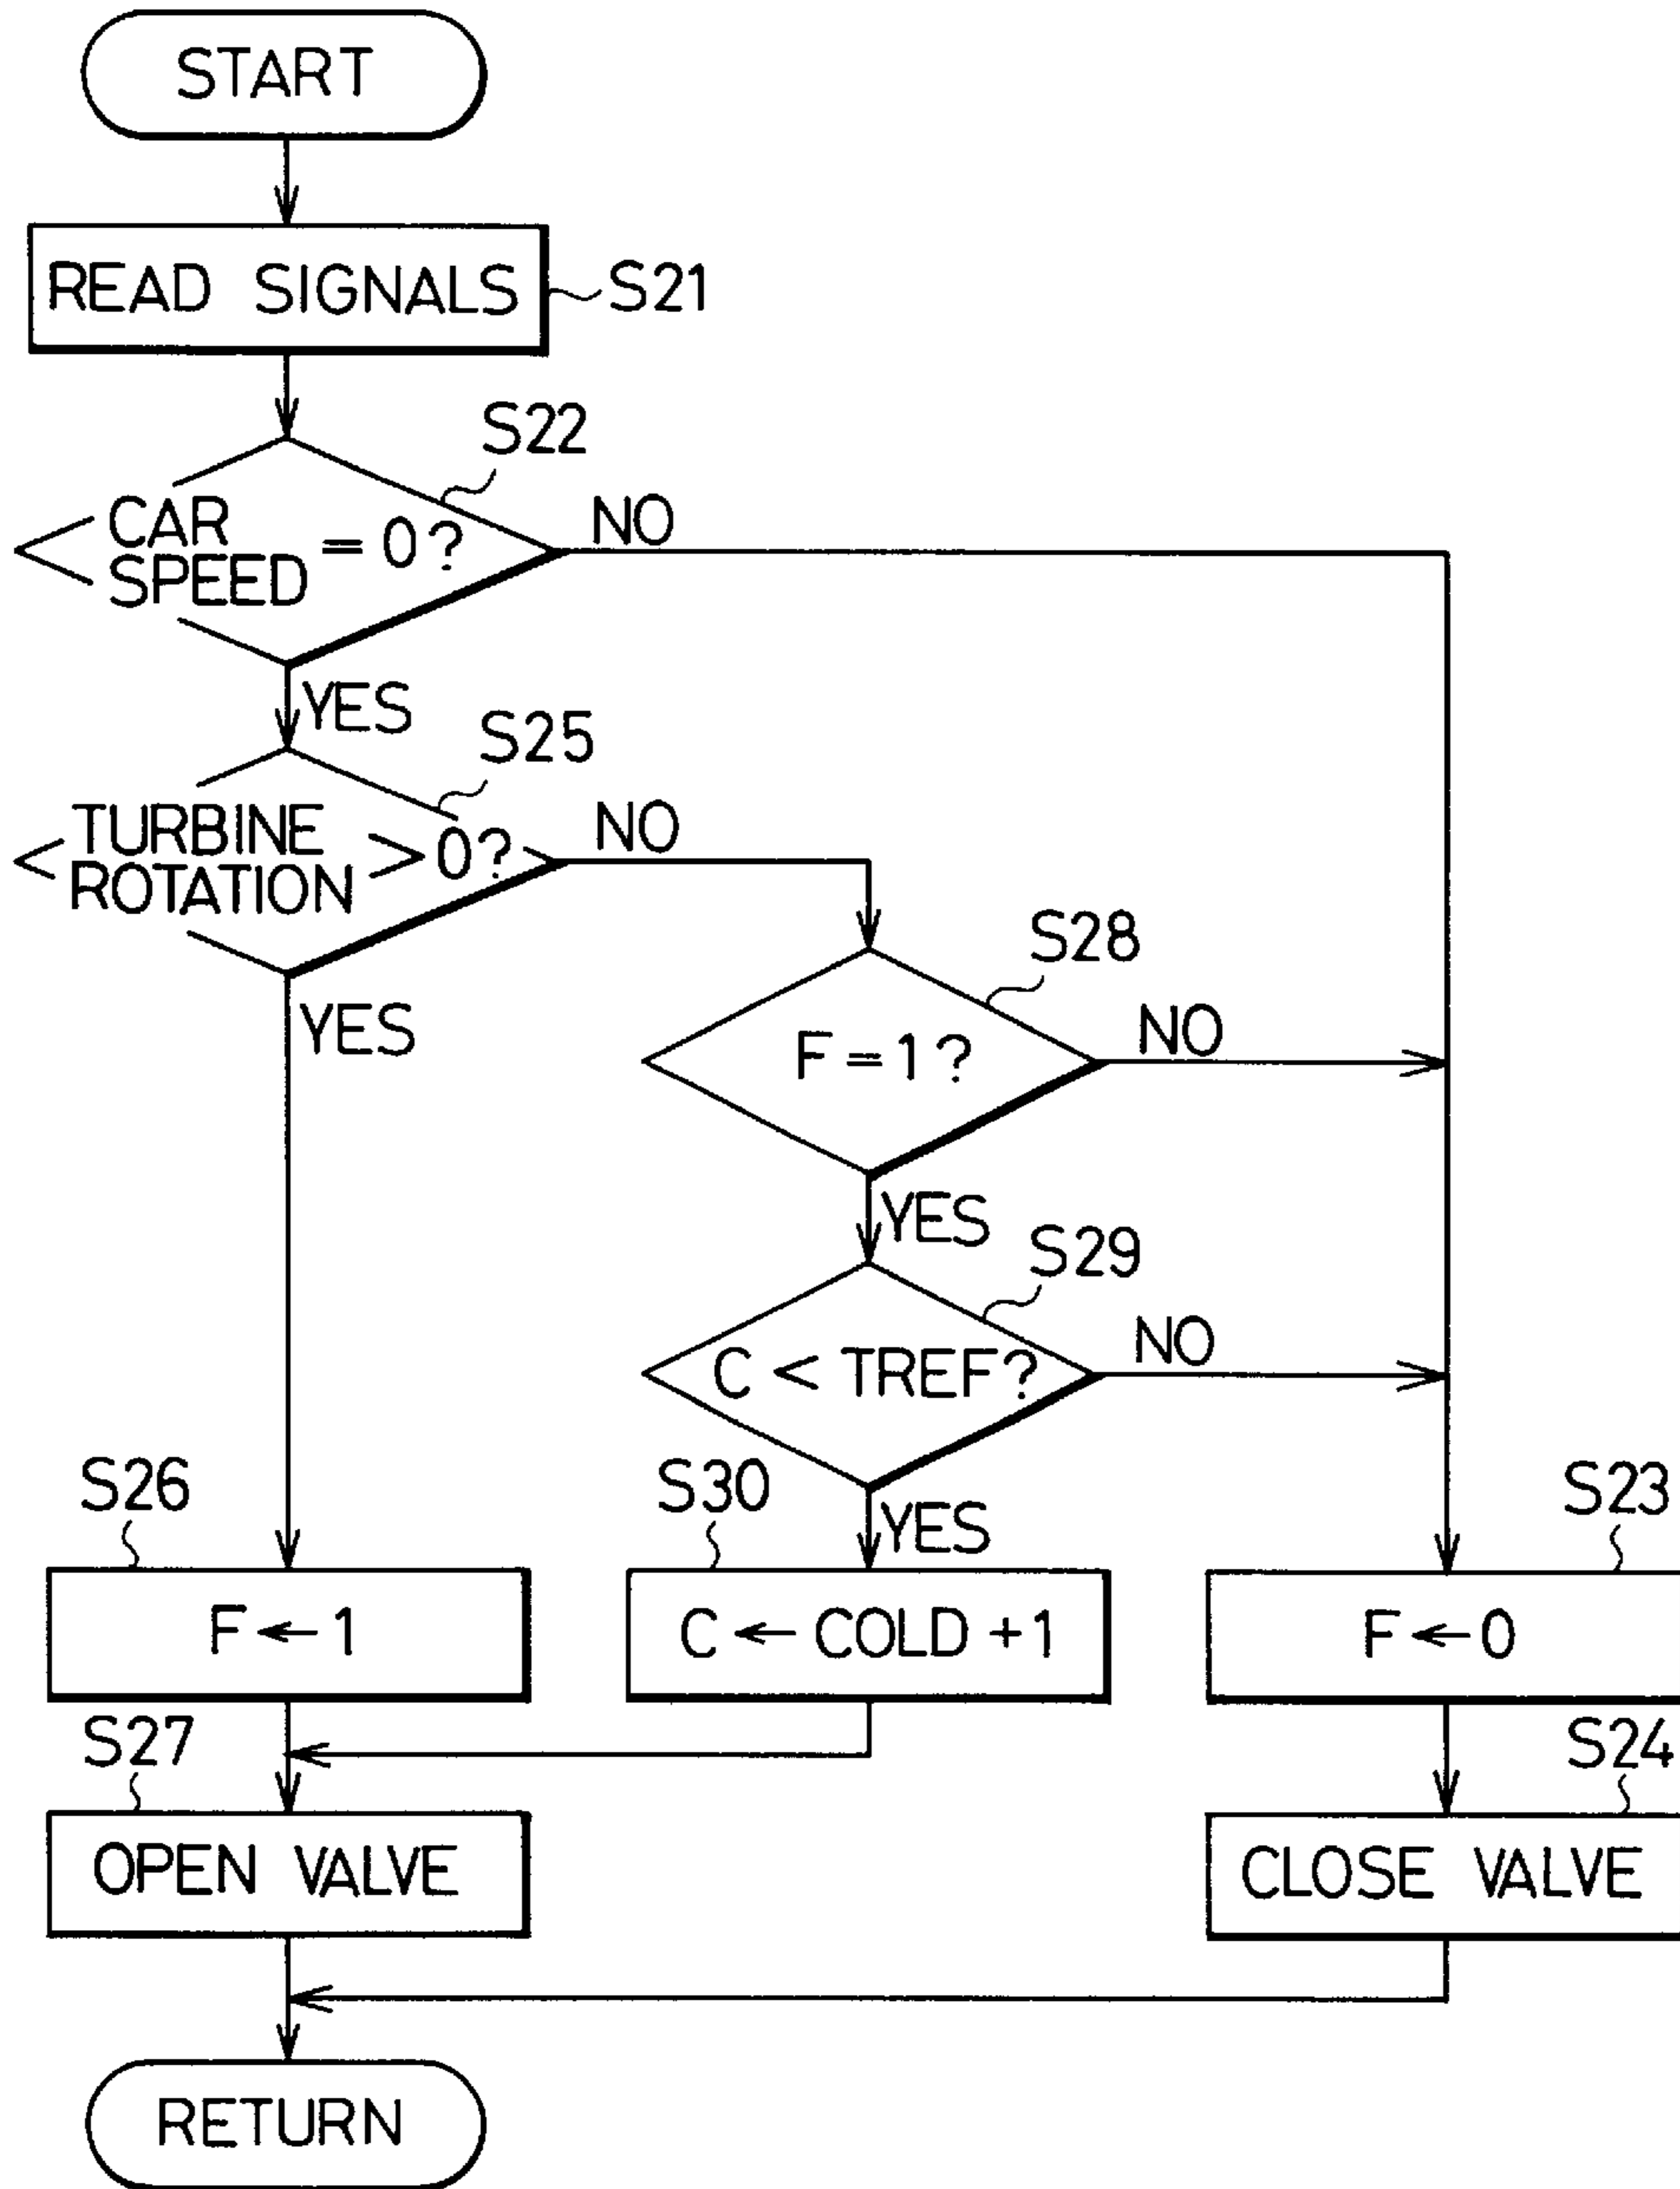 START
READ SIGNALS
S21
S22
CAR
SPEED
= 0 ?
NO
YES
S25
TURBINE
ROTATION
> 0 ?
NO
YES
S28
F = 1 ?
NO
YES
S29
C < TREF ?
NO
YES
S26
S30
S23
F ← 1
C ← COLD + 1
F ← 0
S27
S24
OPEN VALVE
CLOSE VALVE
RETURN